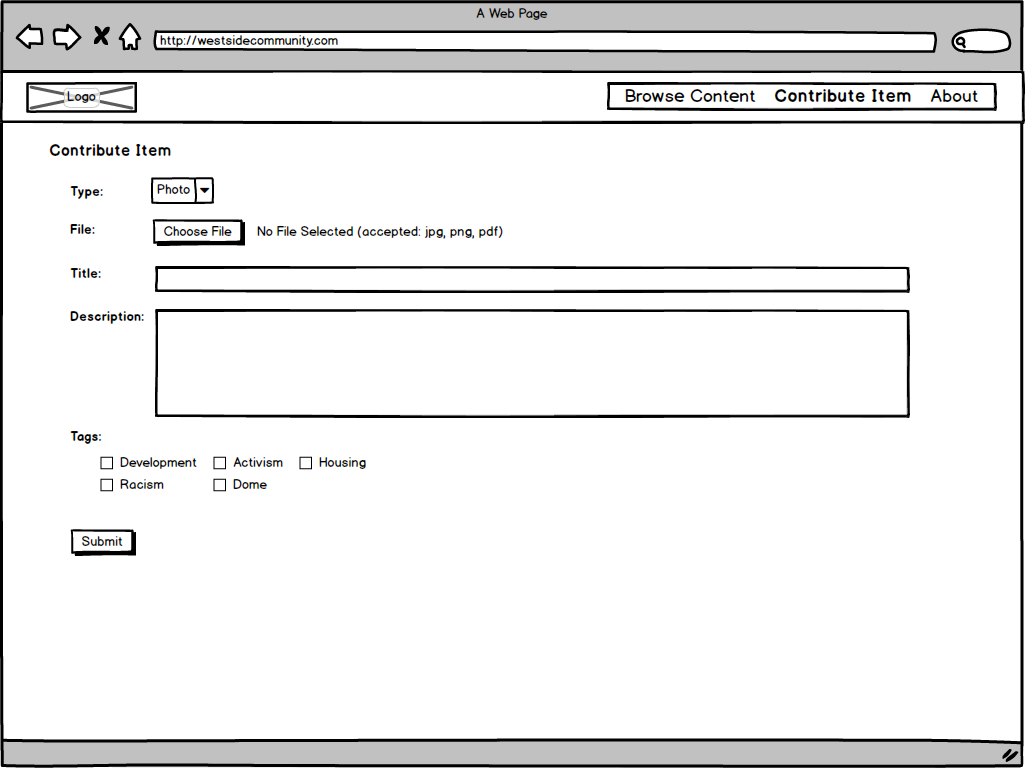 A Web Page
http://westsidecommunity.com
Logo
Browse Content Contribute Item About
Contribute Item
Type: Photo
File: Choose File No File Selected (accepted: jpg, png, pdf)
Title:
Description:
Tags:
Development Activism Housing
Racism Dome
Submit